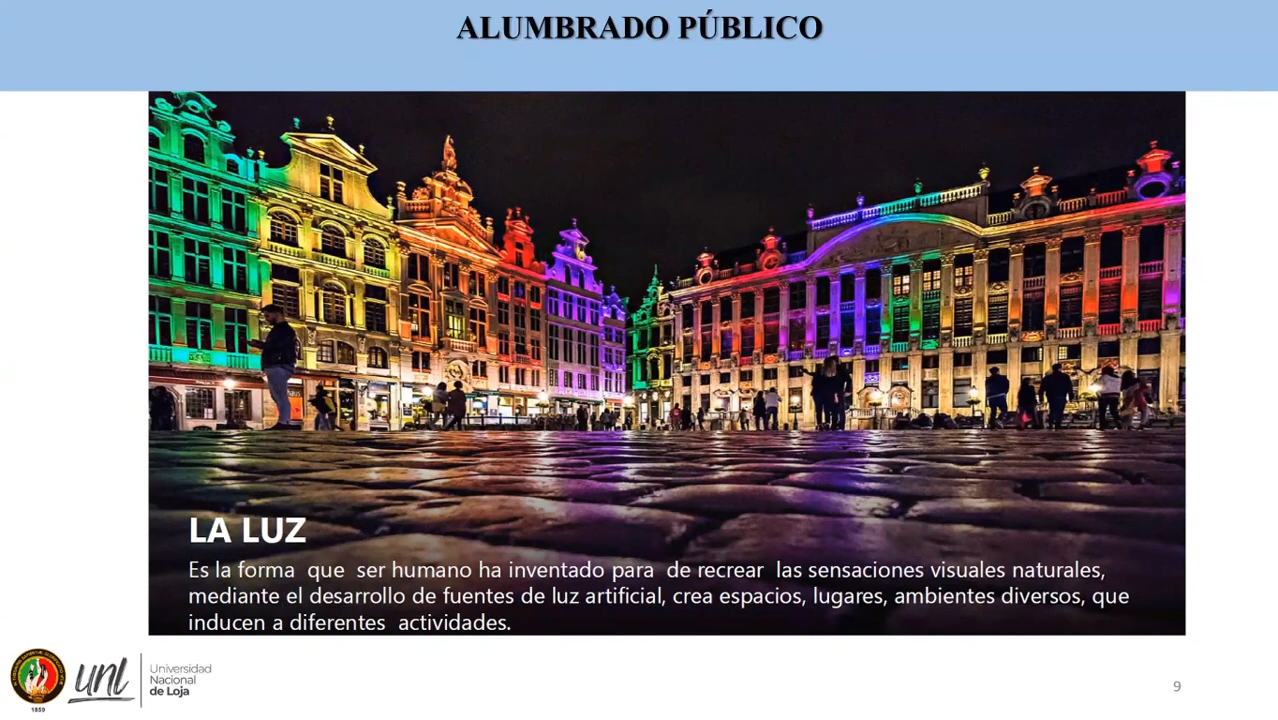 ALUMBRADO PÚBLICO
LA LUZ
Es la forma que ser humano ha inventado para de recrear las sensaciones visuales naturales,
mediante el desarrollo de fuentes de luz artificial, crea espacios, lugares, ambientes diversos, que
inducen a diferentes actividades.
1859
unl
Universidad
Nacional
de Loja
9